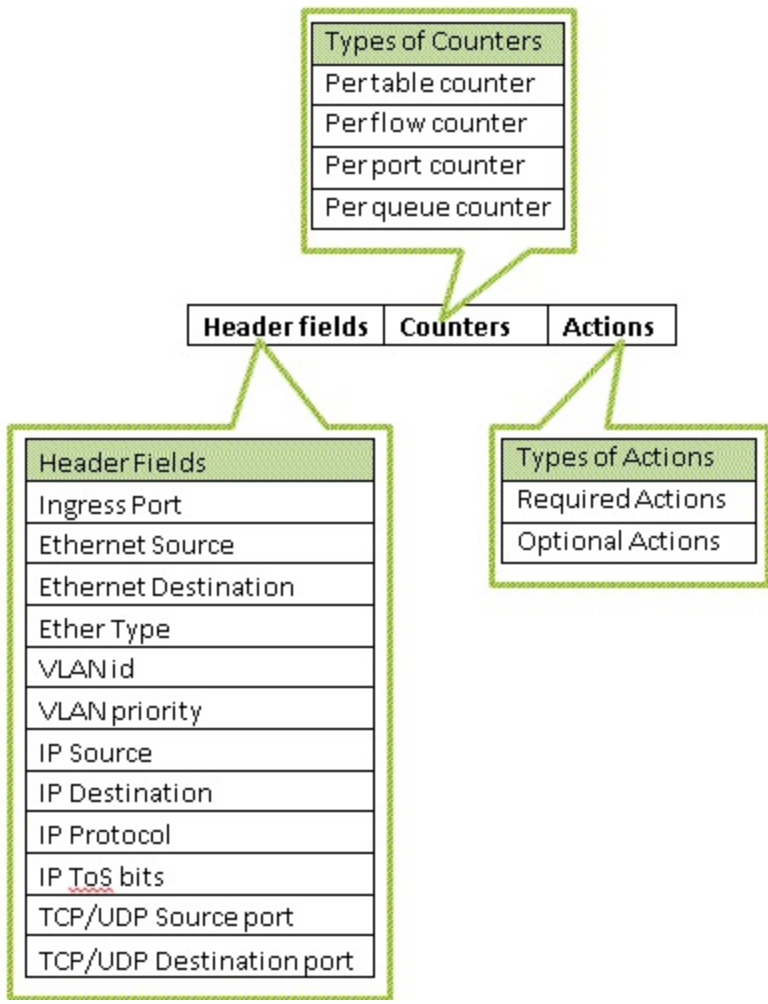 Types of Counters
Per table counter
Per flow counter
Per port counter
Per queue counter
Header fields Counters Actions
Header Fields
Ingress Port
Ethernet Source
Ethernet Destination
Ether Type
VLAN id
VLAN priority
IP Source
IP Destination
IP Protocol
IP ToS bits
TCP/UDP Source port
TCP/UDP Destination port
Types of Actions
Required Actions
Optional Actions